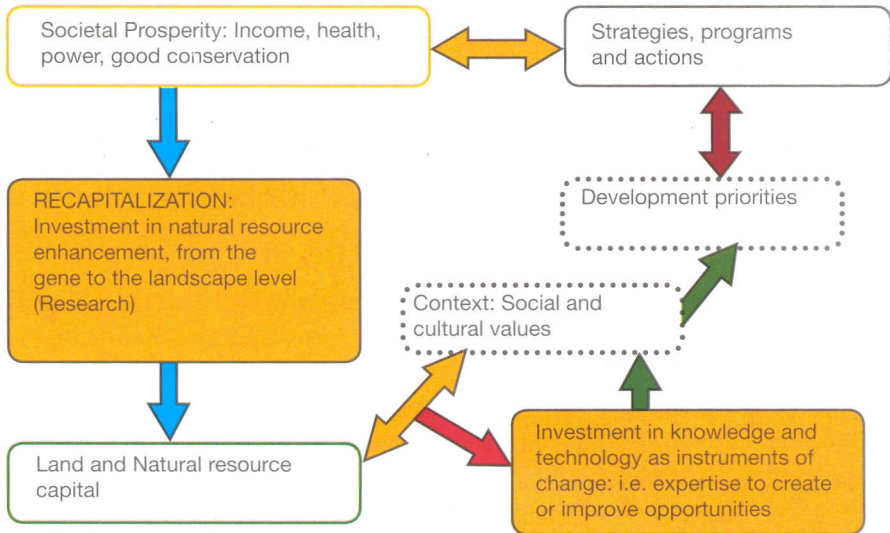 Societal Prosperity: Income, health,
power, good conservation
Strategies, programs
and actions
RECAPITALIZATION:
Investment in natural resource
enhancement, from the
gene to the landscape level
(Research)
Development priorities
Context: Social and
cultural values
Land and Natural resource
capital
Investment in knowledge and
technology as instruments of
change: i.e. expertise to create
or improve opportunities